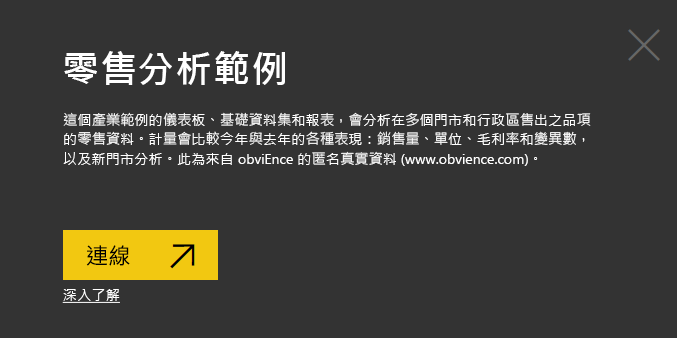 零售分析範例
這個產業範例的儀表板、基礎資料集和報表，會分析在多個門市和行政區售出之品項
的零售資料。計量會比較今年與去年的各種表現：銷售量、單位、毛利率和變異數，
以及新門市分析。此為來自 obviEnce 的匿名真實資料 (www.obvience.com)。
連線
深入了解